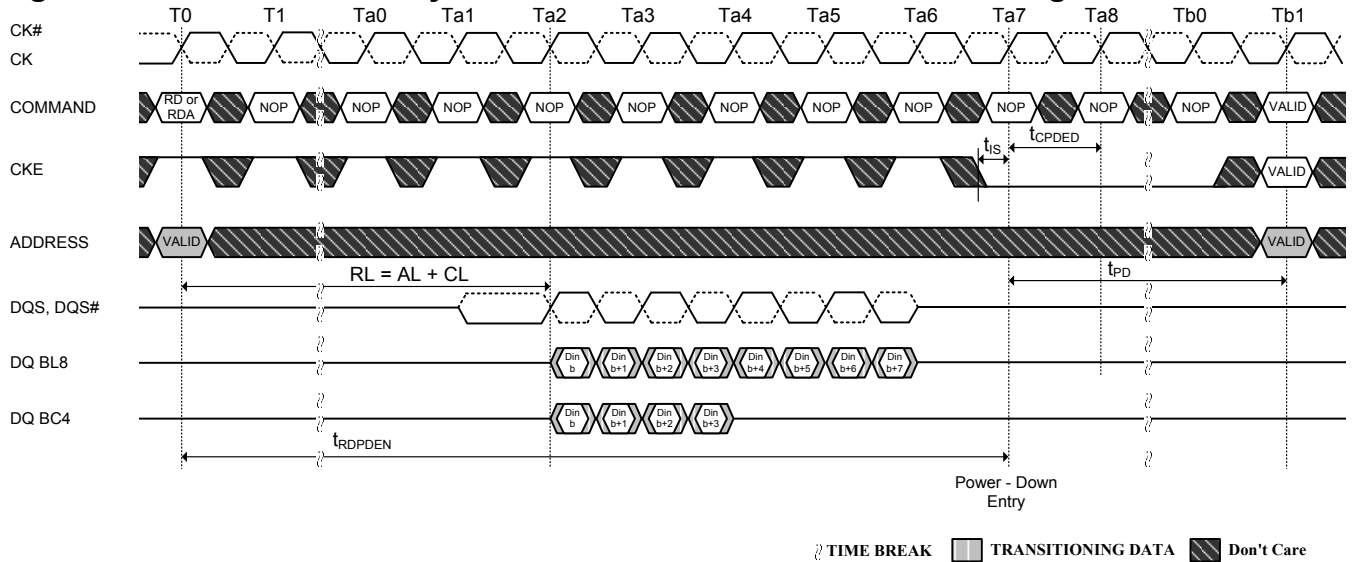 T0 T1 Ta0 Ta1 Ta2 Ta3 Ta4 Ta5 Ta6 Ta7 Ta8 Tb0 Tb1
CK#
CK
COMMAND
RD or RDA NOP NOP NOP NOP NOP NOP NOP NOP NOP NOP NOP VALID
tIS tCPDED
CKE
VALID
ADDRESS
VALID VALID
RL = AL + CL tPD
DQS, DQS#
DQ BL8
Din b Din b+1 Din b+2 Din b+3 Din b+4 Din b+5 Din b+6 Din b+7
DQ BC4
Din b Din b+1 Din b+2 Din b+3
tRDPDEN
Power - Down
Entry
TIME BREAK TRANSITIONING DATA Don't Care